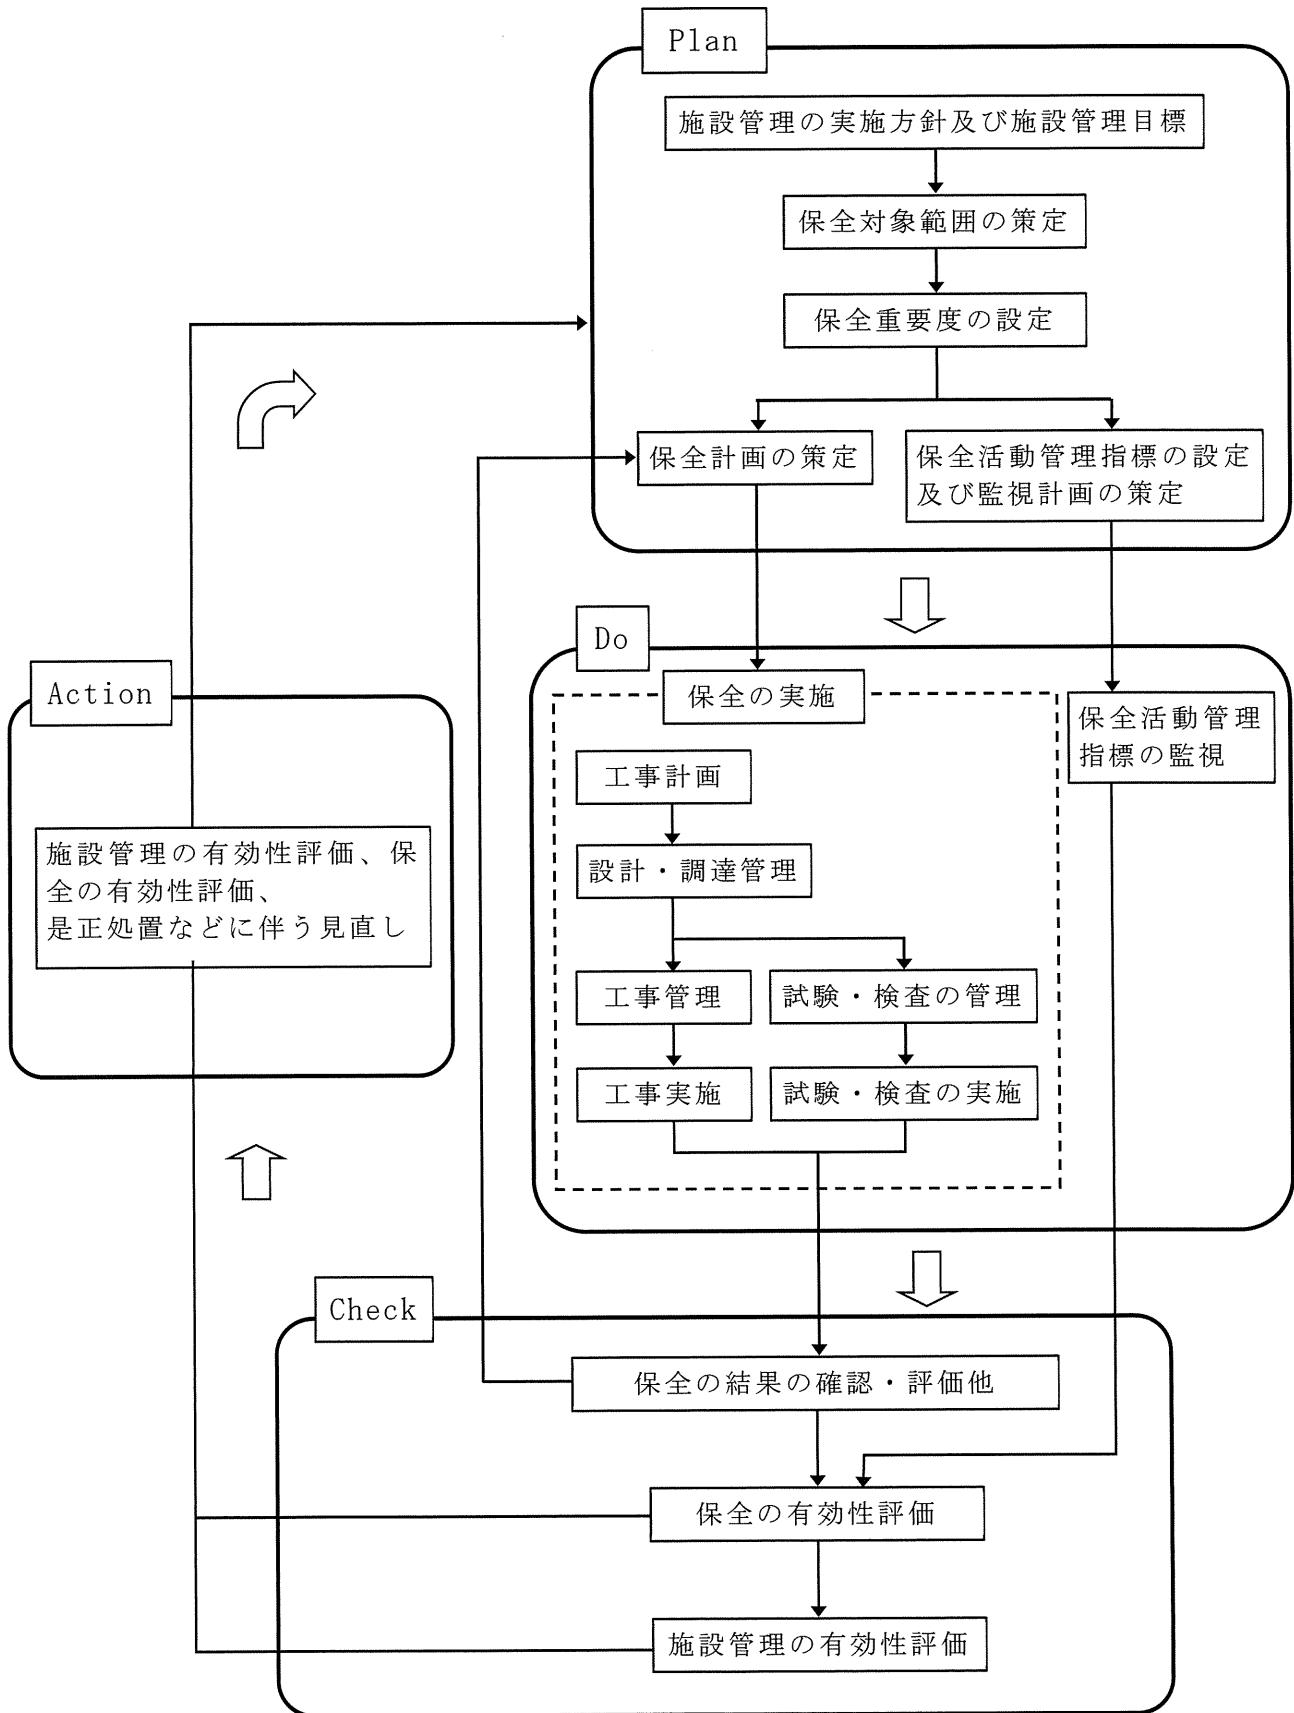 Plan
施設管理の実施方針及び施設管理目標
保全対象範囲の策定
保全重要度の設定
保全計画の策定
保全活動管理指標の設定
及び監視計画の策定
Do
保全の実施
保全活動管理
指標の監視
工事計画
設計・調達管理
工事管理
試験・検査の管理
工事実施
試験・検査の実施
Action
施設管理の有効性評価、保
全の有効性評価、
是正処置などに伴う見直し
Check
保全の結果の確認・評価他
保全の有効性評価
施設管理の有効性評価